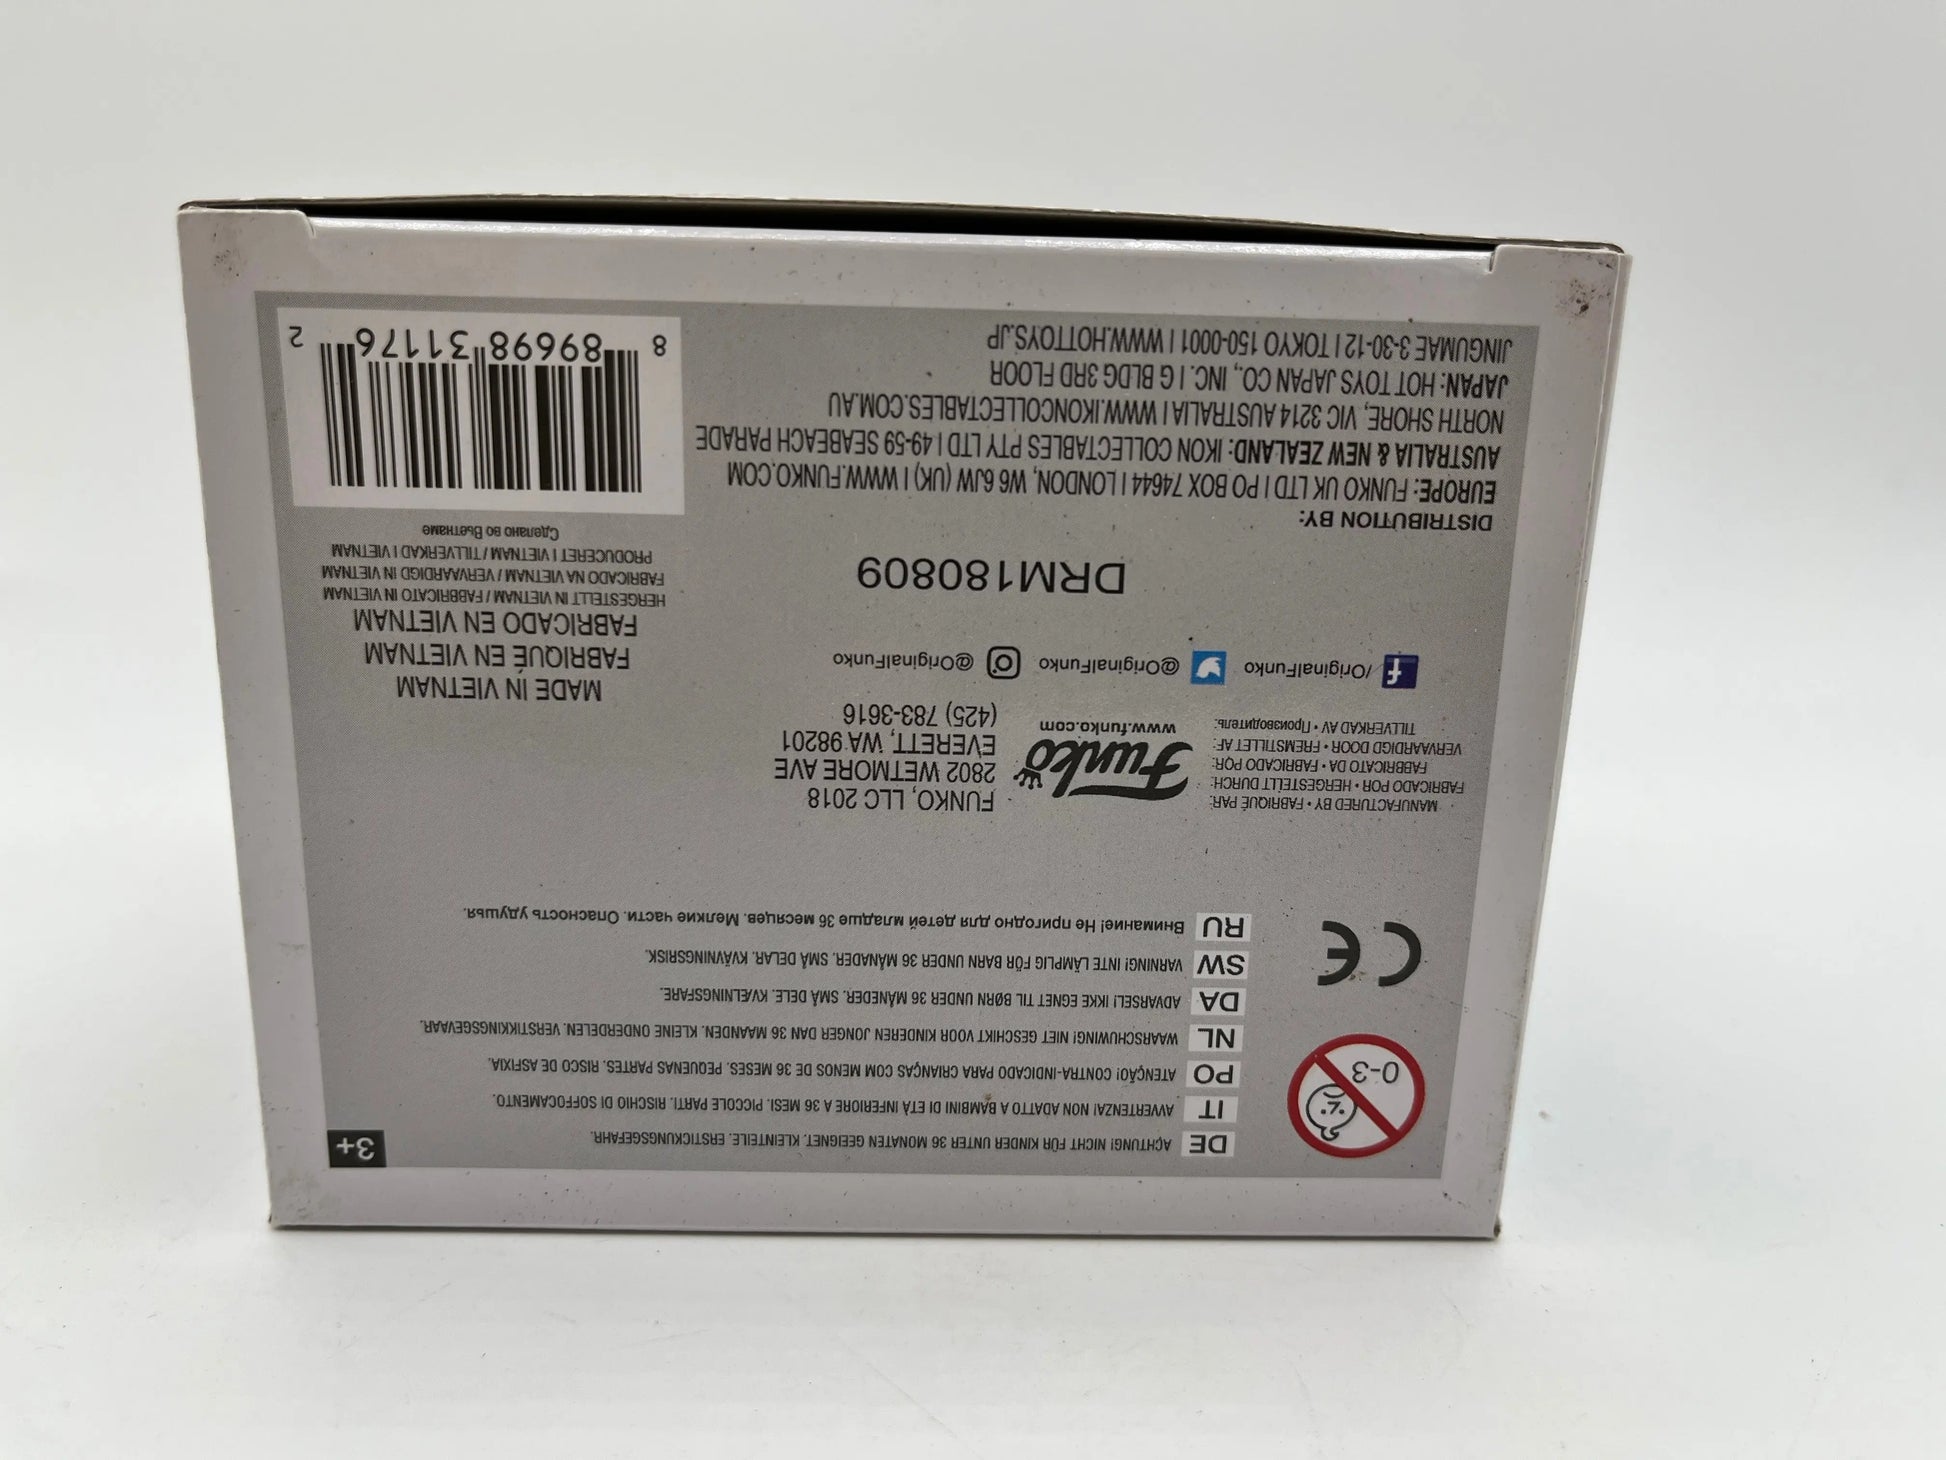 3+
0-3
CE
DE ACHTUNG! NICHT FÜR KINDER UNTER 36 MONATEN GEEIGNET. KLEINTEILE. ERSTICKUNGSGEFAHR.
IT AVVERTENZA! NON ADATTO A BAMBINI DI ETÀ INFERIORE A 36 MESI. PICCOLE PARTI. RISCHIO DI SOFFOCAMENTO.
PO ATENÇÃO! CONTRA-INDICADO PARA CRIANÇAS COM MENOS DE 36 MESES. PEQUENAS PARTES. RISCO DE ASFIXIA.
NL WAARSCHUWING! NIET GESCHIKT VOOR KINDEREN JONGER DAN 36 MAANDEN. KLEINE ONDERDELEN. VERSTIKKINGSGEVAAR.
DA ADVARSEL! IKKE EGNET TIL BØRN UNDER 36 MÅNEDER. SMÅ DELE. KVÆLNINGSFARE.
SW VARNING! INTE LÄMPLIG FÖR BARN UNDER 36 MÅNADER. SMÅ DELAR. KVÄVNINGSRISK.
RU Внимание! Не пригодно для детей младше 36 месяцев. Мелкие части. Опасность удушья.
MANUFACTURED BY • FABRIQUÉ PAR:
FABRICADO POR • HERGESTELLT DURCH:
FABBRICATO DA • FABRICADO POR:
VERVAARDIGD DOOR • FREMSTILLET AF:
TILLVERKAD AV • Производитель:
Funko
www.funko.com
FUNKO, LLC 2018
2802 WETMORE AVE
EVERETT, WA 98201
(425) 783-3616
/OriginalFunko @OriginalFunko @OriginalFunko
DRM180809
MADE IN VIETNAM
FABRIQUÉ EN VIETNAM
FABRICADO EN VIETNAM
HERGESTELLT IN VIETNAM / FABBRICATO IN VIETNAM
FABRICADO NA VIETNAM / VERVAARDIGD IN VIETNAM
PRODUCERET I VIETNAM / TILLVERKAD I VIETNAM
Сделано во Вьетнаме
DISTRIBUTION BY:
EUROPE: FUNKO UK LTD | PO BOX 74644 | LONDON, W6 6JW (UK) | WWW.FUNKO.COM
AUSTRALIA & NEW ZEALAND: IKON COLLECTABLES PTY LTD | 49-59 SEABEACH PARADE
NORTH SHORE, VIC 3214 AUSTRALIA | WWW.IKONCOLLECTABLES.COM.AU
JAPAN: HOT TOYS JAPAN CO., INC. | G BLDG 3RD FLOOR
JINGUMAE 3-30-12 | TOKYO 150-0001 | WWW.HOTTOYS.JP
8 89698 31176 2